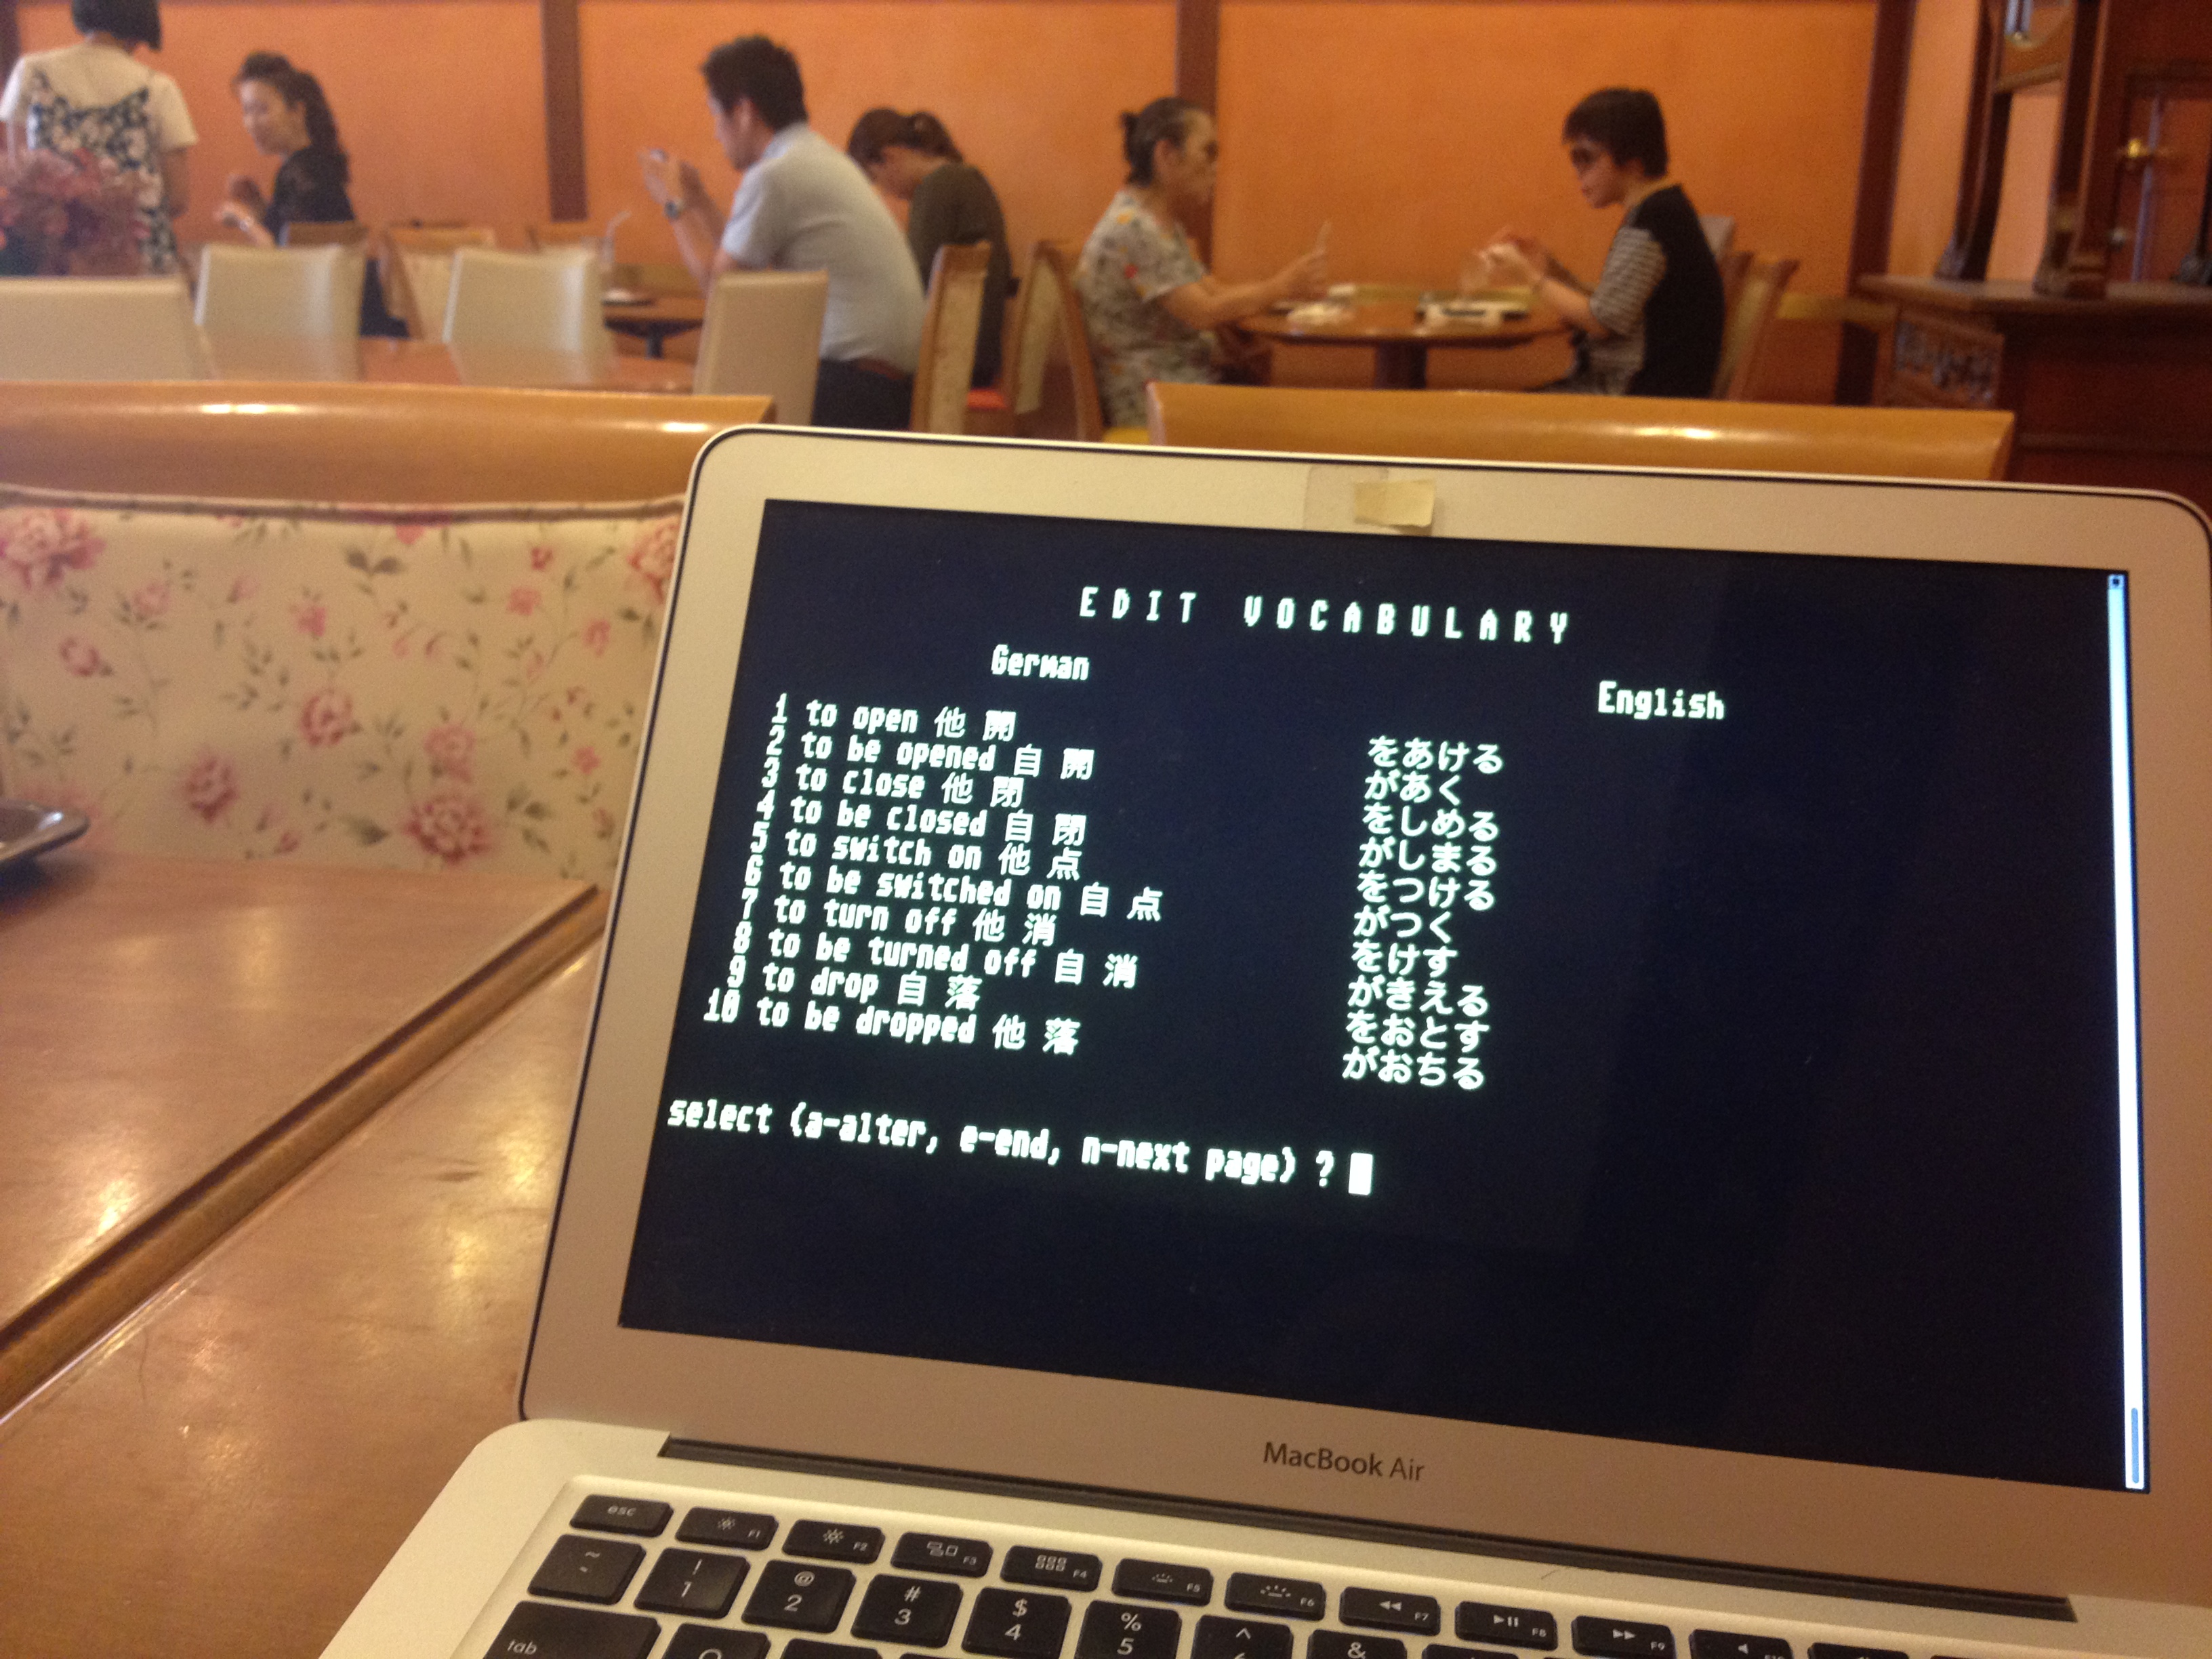 EDIT VOCABULARY
German English
1 to open 他 開 をあける
2 to be opened 自 開 があく
3 to close 他 閉 をしめる
4 to be closed 自 閉 がしまる
5 to switch on 他 点 をつける
6 to be switched on 自 点 がつく
7 to turn off 他 消 をけす
8 to be turned off 自 消 がきえる
9 to drop 自 落 をおとす
10 to be dropped 他 落 がおちる
select (a-alter, e-end, n-next page) ?
MacBook Air
esc F1 F2 F3 F4 F5 F6 F7 F8 F9
~ ! @ # $ % ^ &
1 2 3 4 5
tab